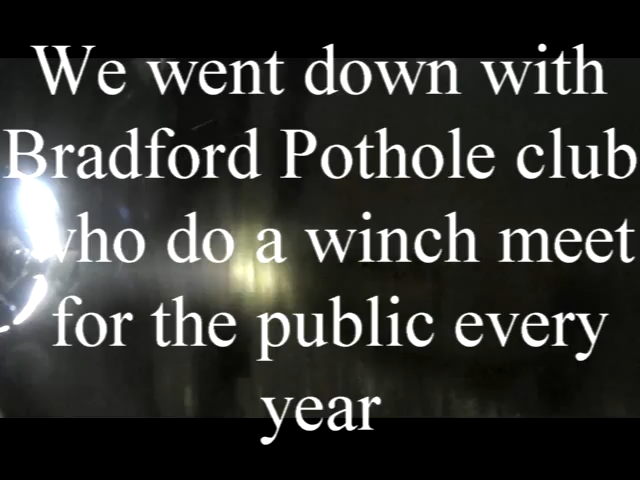 We went down with
Bradford Pothole club
who do a winch meet
for the public every
year